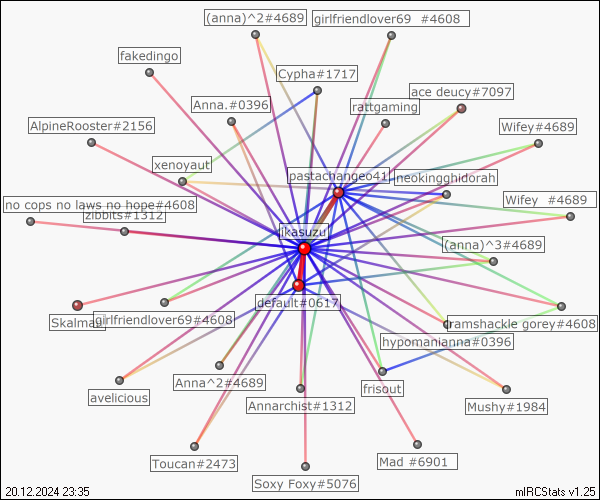 (anna)^2#4689
girlfriendlover69 #4608
fakedingo
Cypha#1717
ace deucy#7097
Anna.#0396
rattgaming
AlpineRooster#2156
Wifey#4689
xenoyaut
pastachange041
neokingghidorah
no cops no laws no hope#4608
Wifey #4689
zibbits#1312
ikasuzu
(anna)^3#4689
default#0617
Skalman
girlfriendlover69#4608
ramshackle gorey#4608
hypomanianna#0396
Anna^2#4689
frisout
avelicious
Annarchist#1312
Mushy#1984
Toucan#2473
Mad #6901
Soxy Foxy#5076
20.12.2024 23:35
mIRCStats v1.25